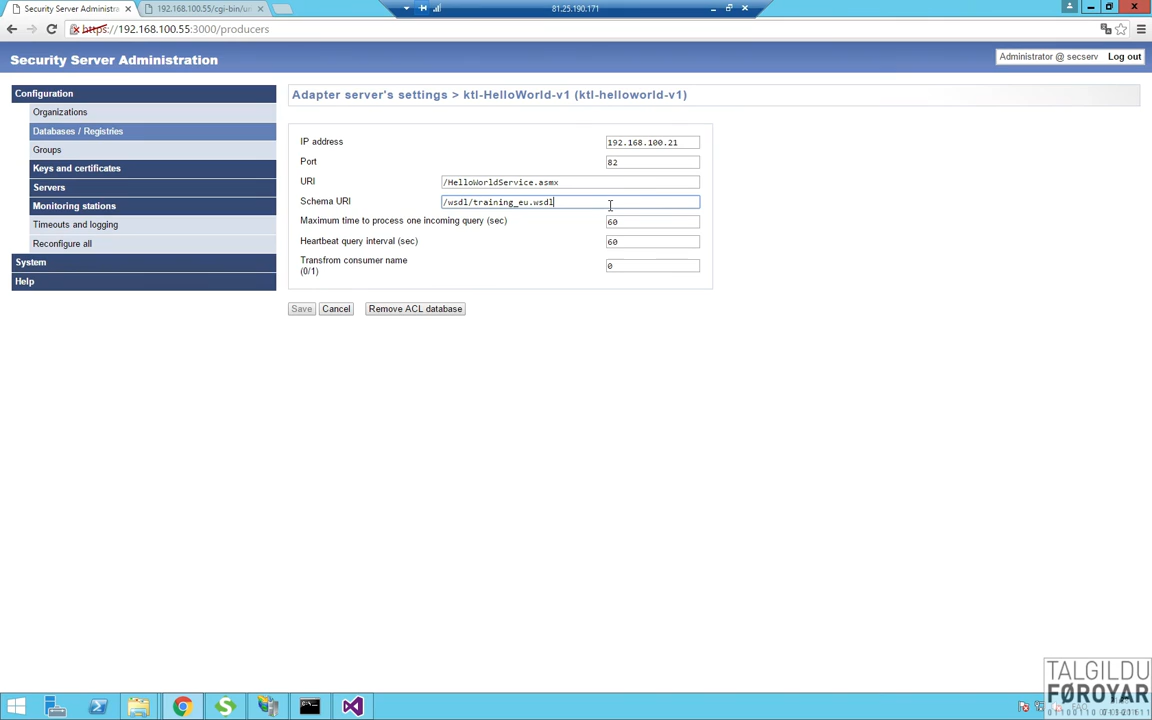 Security Server Administra
192.168.100.55/cgi-bin/ur
81.25.190.171
https://192.168.100.55:3000/producers
Security Server Administration
Administrator @ secserv Log out
Configuration
Organizations
Databases / Registries
Groups
Keys and certificates
Servers
Monitoring stations
Timeouts and logging
Reconfigure all
System
Help
Adapter server's settings > ktl-HelloWorld-v1 (ktl-helloworld-v1)
IP address 192.168.100.21
Port 82
URI /HelloWorldService.asmx
Schema URI /wsdl/training_eu.wsdl
Maximum time to process one incoming query (sec) 60
Heartbeat query interval (sec) 60
Transfrom consumer name
(0/1) 0
Save Cancel Remove ACL database
TALGILDU
FØROYAR